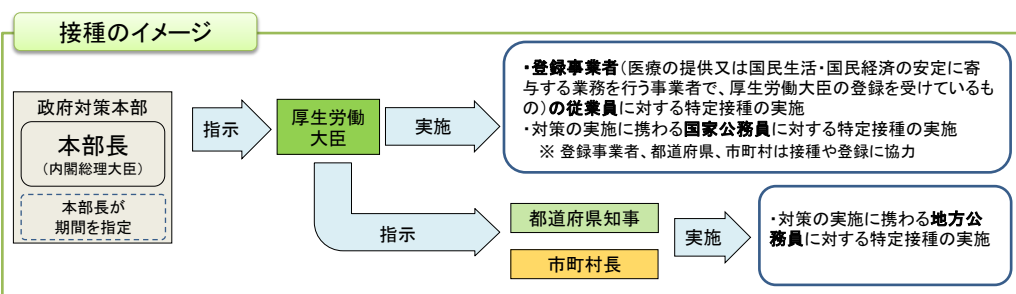 接種のイメージ
政府対策本部
本部長
(内閣総理大臣)
本部長が
期間を指定
指示
厚生労働
大臣
実施
・登録事業者(医療の提供又は国民生活・国民経済の安定に寄
与する業務を行う事業者で、厚生労働大臣の登録を受けているも
の)の従業員に対する特定接種の実施
・対策の実施に携わる国家公務員に対する特定接種の実施
※ 登録事業者、都道府県、市町村は接種や登録に協力
指示
都道府県知事
市町村長
実施
・対策の実施に携わる地方公
務員に対する特定接種の実施